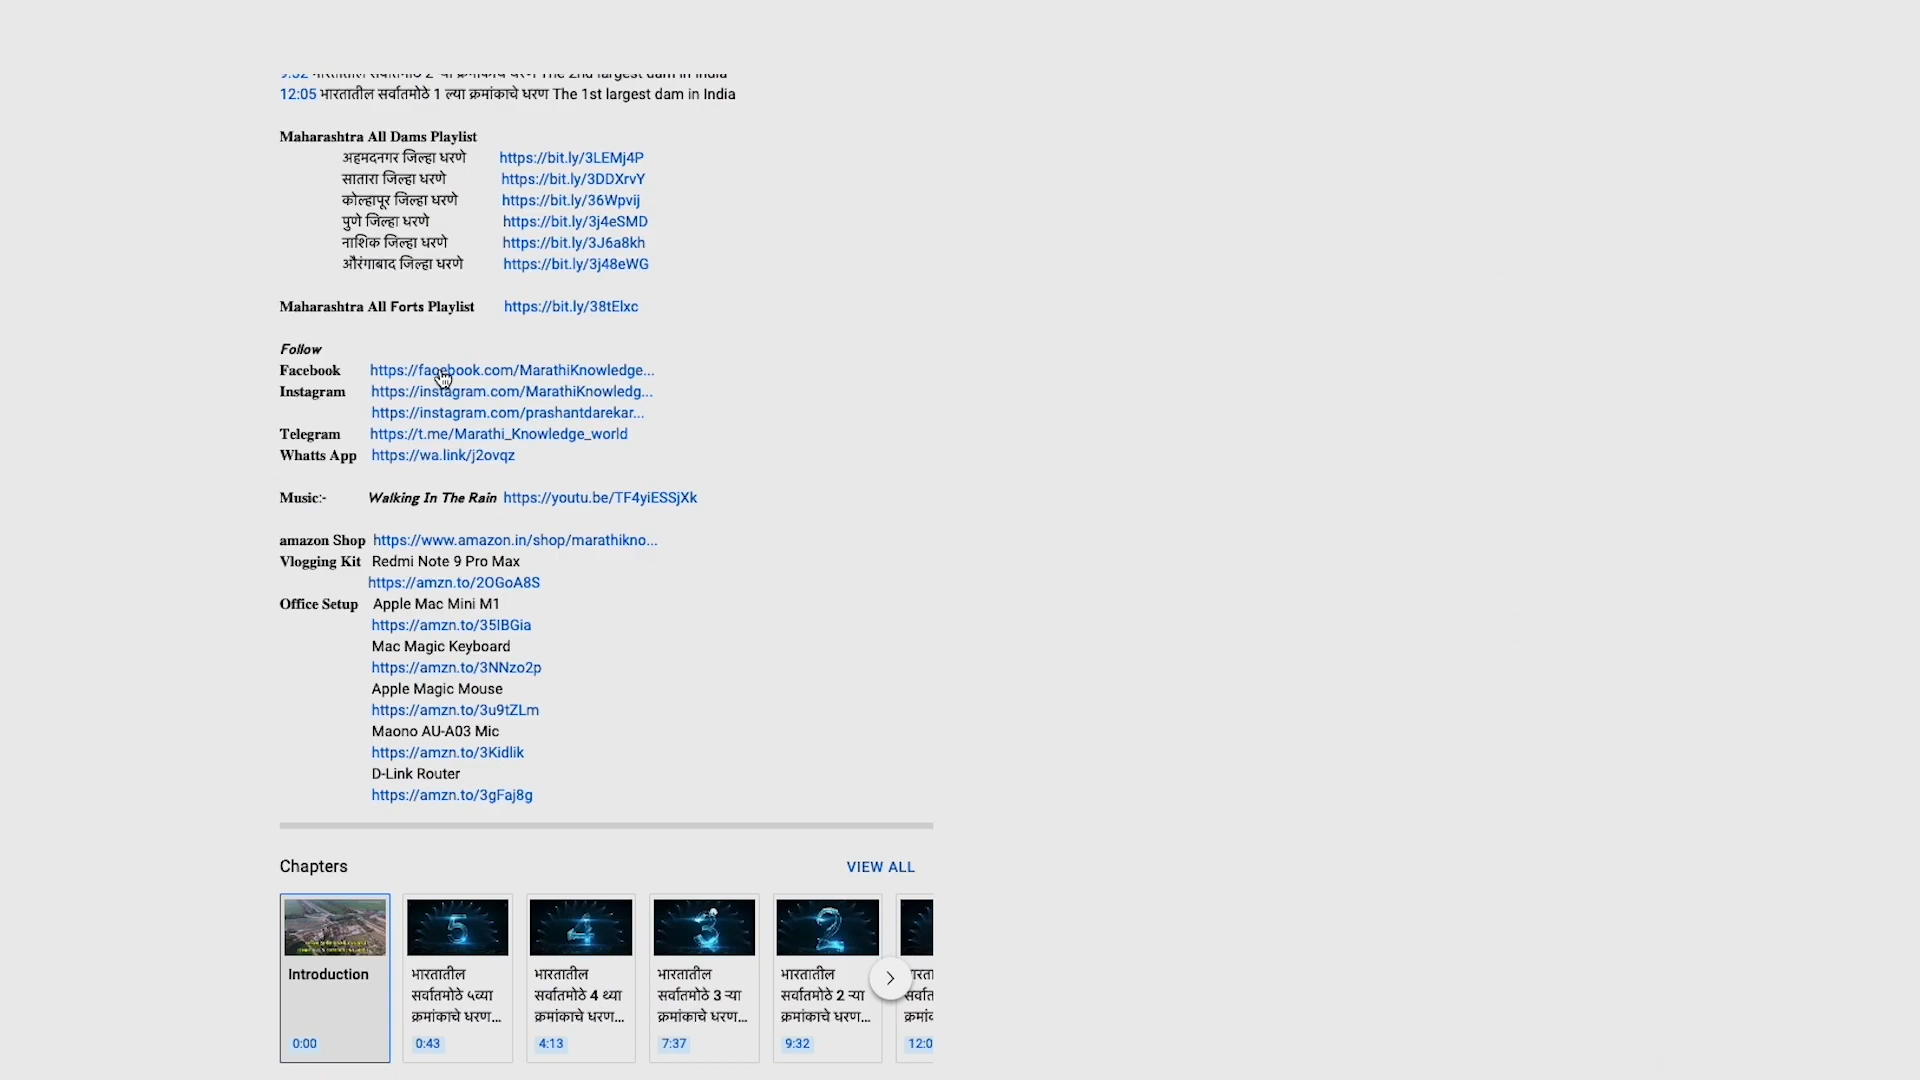 12:05 भारतातील सर्वातमोठे 1 ल्या क्रमांकाचे धरण The 1st largest dam in India
Maharashtra All Dams Playlist
अहमदनगर जिल्हा धरणे https://bit.ly/3LEMj4P
सातारा जिल्हा धरणे https://bit.ly/3DDXrvY
कोल्हापूर जिल्हा धरणे https://bit.ly/36Wpvij
पुणे जिल्हा धरणे https://bit.ly/3j4eSMD
नाशिक जिल्हा धरणे https://bit.ly/3J6a8kh
औरंगाबाद जिल्हा धरणे https://bit.ly/3j48eWG
Maharashtra All Forts Playlist https://bit.ly/38tElxc
Follow
Facebook https://facebook.com/MarathiKnowledge...
Instagram https://instagram.com/MarathiKnowledg...
https://instagram.com/prashantdarekar...
Telegram https://t.me/Marathi_Knowledge_world
Whatts App https://wa.link/j2ovqz
Music:- Walking In The Rain https://youtu.be/TF4yiESSjXk
amazon Shop https://www.amazon.in/shop/marathikno...
Vlogging Kit Redmi Note 9 Pro Max
https://amzn.to/2OGoA8S
Office Setup Apple Mac Mini M1
https://amzn.to/35IBGia
Mac Magic Keyboard
https://amzn.to/3NNzo2p
Apple Magic Mouse
https://amzn.to/3u9tZLm
Maono AU-A03 Mic
https://amzn.to/3Kidlik
D-Link Router
https://amzn.to/3gFaj8g
Chapters VIEW ALL
Introduction
0:00
5
भारतातील
सर्वातमोठे ५व्या
क्रमांकाचे धरण...
0:43
4
भारतातील
सर्वातमोठे 4 थ्या
क्रमांकाचे धरण...
4:13
3
भारतातील
सर्वातमोठे 3 ऱ्या
क्रमांकाचे धरण...
7:37
2
भारतातील
सर्वातमोठे 2 ऱ्या
क्रमांकाचे धरण...
9:32